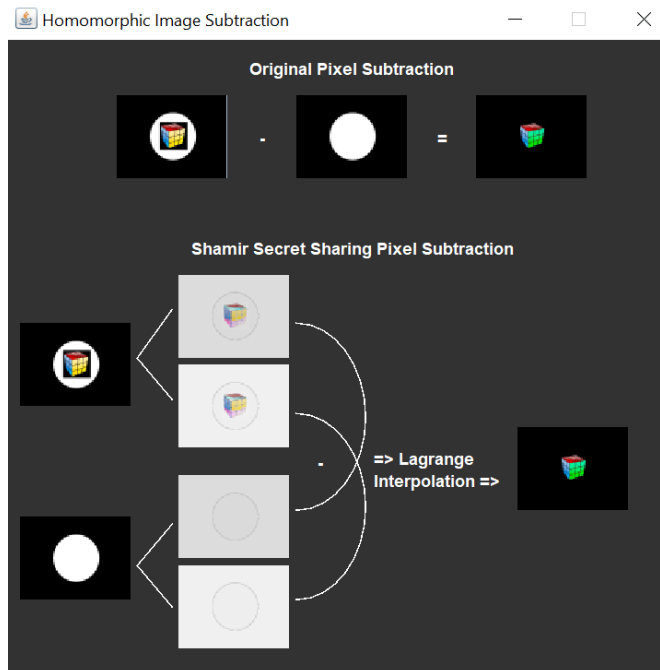 Homomorphic Image Subtraction
Original Pixel Subtraction
-
=
Shamir Secret Sharing Pixel Subtraction
-
=> Lagrange
Interpolation =>